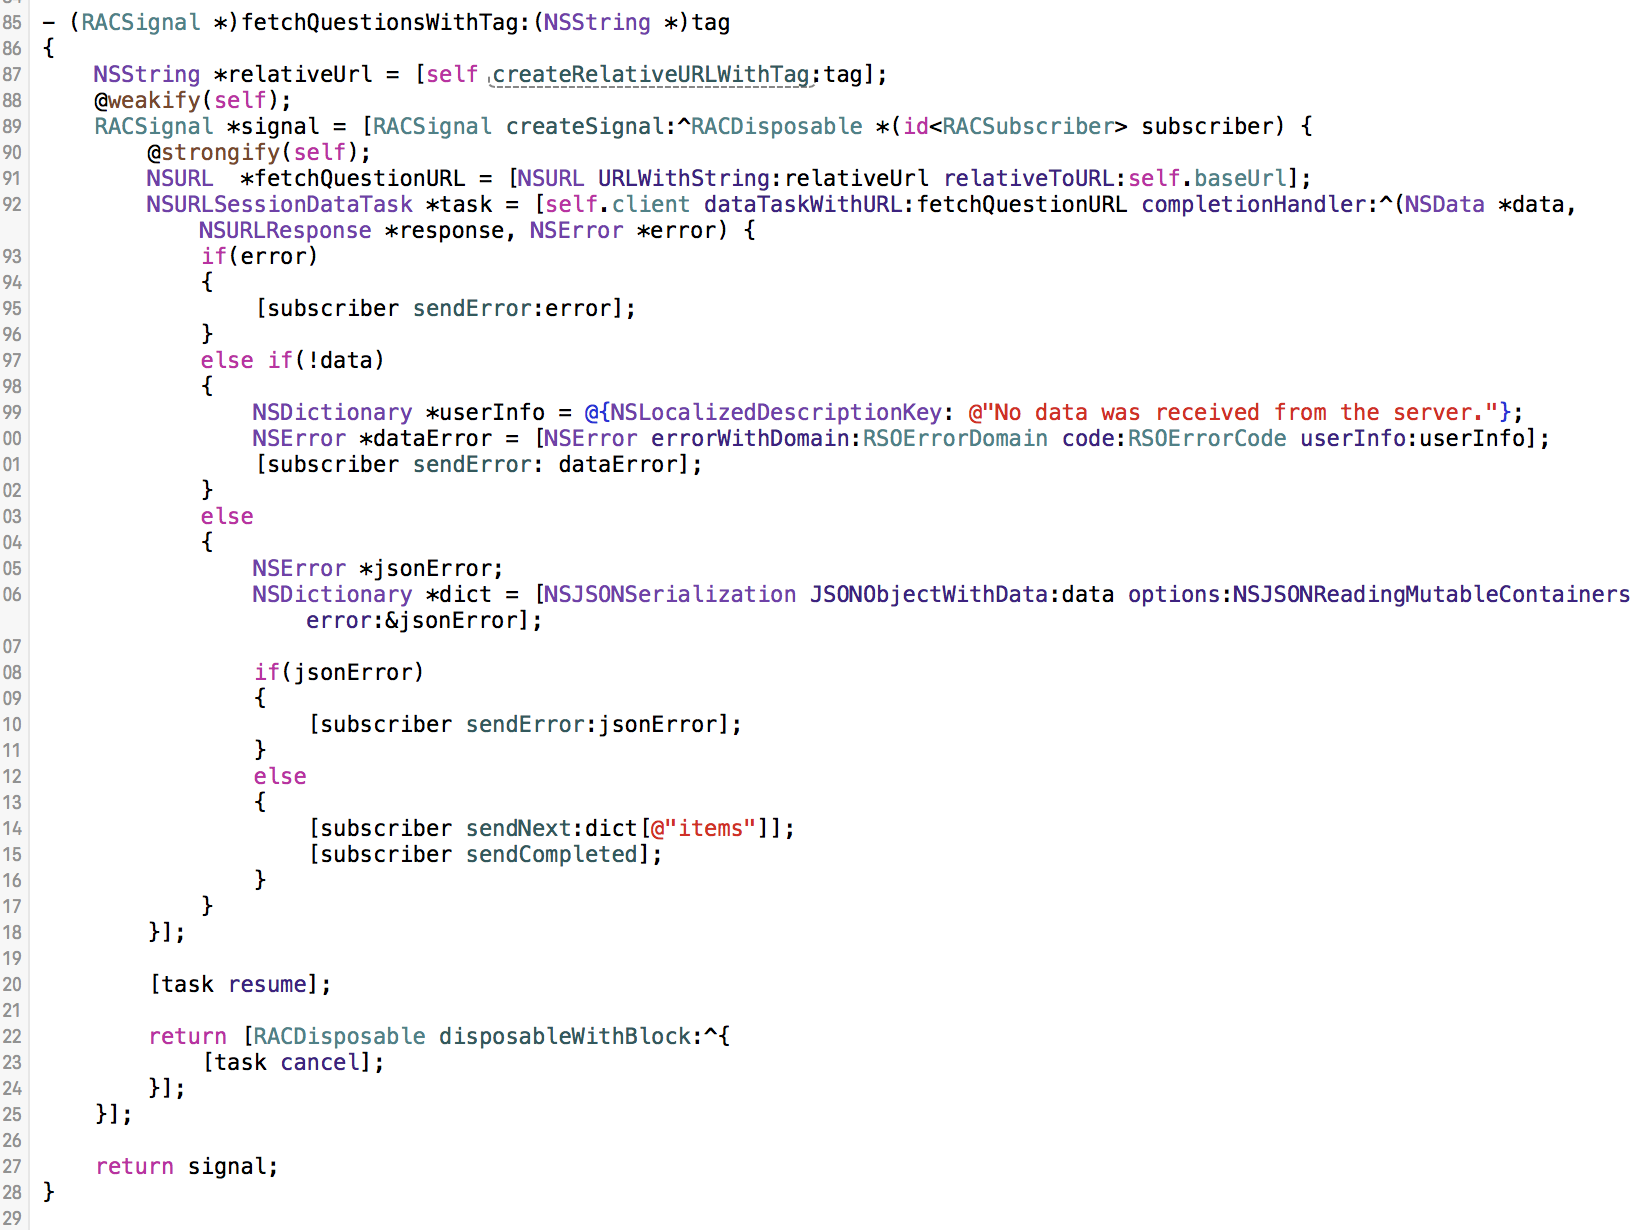 85 - (RACSignal *)fetchQuestionsWithTag:(NSString *)tag
86 {
87     NSString *relativeUrl = [self createRelativeURLWithTag:tag];
88     @weakify(self);
89     RACSignal *signal = [RACSignal createSignal:^RACDisposable *(id<RACSubscriber> subscriber) {
90         @strongify(self);
91         NSURL  *fetchQuestionURL = [NSURL URLWithString:relativeUrl relativeToURL:self.baseUrl];
92         NSURLSessionDataTask *task = [self.client dataTaskWithURL:fetchQuestionURL completionHandler:^(NSData *data,
            NSURLResponse *response, NSError *error) {
93             if(error)
94             {
95                 [subscriber sendError:error];
96             }
97             else if(!data)
98             {
99                 NSDictionary *userInfo = @{NSLocalizedDescriptionKey: @"No data was received from the server."};
00                 NSError *dataError = [NSError errorWithDomain:RSOErrorDomain code:RSOErrorCode userInfo:userInfo];
01                 [subscriber sendError: dataError];
02             }
03             else
04             {
05                 NSError *jsonError;
06                 NSDictionary *dict = [NSJSONSerialization JSONObjectWithData:data options:NSJSONReadingMutableContainers
                    error:&jsonError];
07
08                 if(jsonError)
09                 {
10                     [subscriber sendError:jsonError];
11                 }
12                 else
13                 {
14                     [subscriber sendNext:dict[@"items"]];
15                     [subscriber sendCompleted];
16                 }
17             }
18         }];
19
20         [task resume];
21
22         return [RACDisposable disposableWithBlock:^{
23             [task cancel];
24         }];
25     }];
26
27     return signal;
28 }
29